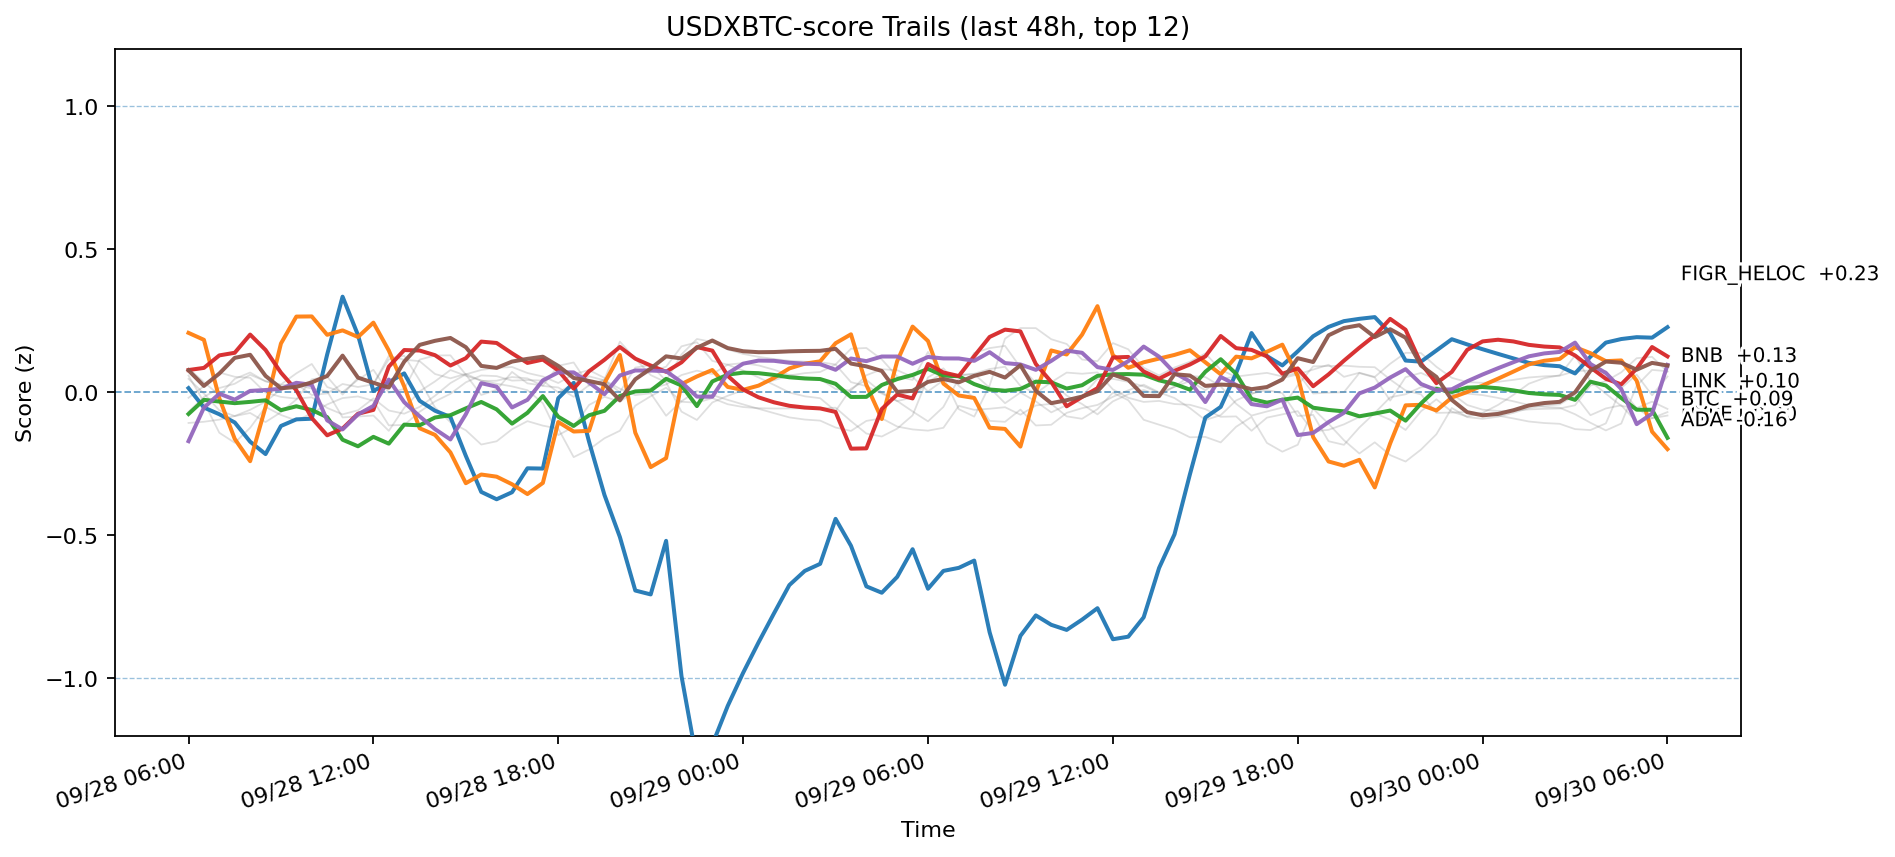 USDXBTC-score Trails (last 48h, top 12)
Score (z)
1.0
0.5
0.0
−0.5
−1.0
FIGR_HELOC +0.23
BNB +0.13
LINK +0.10
BTC +0.09
ADA -0.16
09/28 06:00
09/28 12:00
09/28 18:00
09/29 00:00
09/29 06:00
09/29 12:00
09/29 18:00
09/30 00:00
09/30 06:00
Time